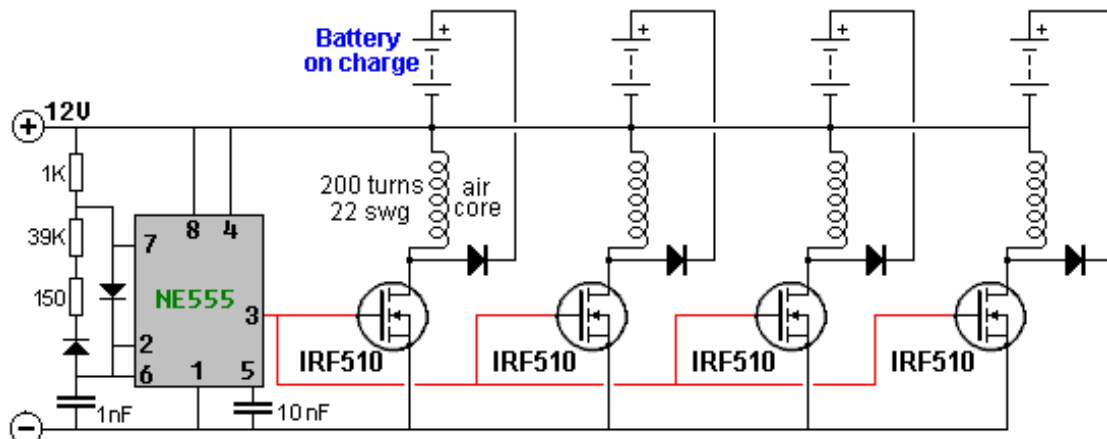 Battery
on charge
+
+
+
+
+ 12V
1K
200 turns
22 swg
air
core
39K
7
8
4
150
NE555
3
2
6
1
5
IRF510
IRF510
IRF510
IRF510
1nF
10nF
−